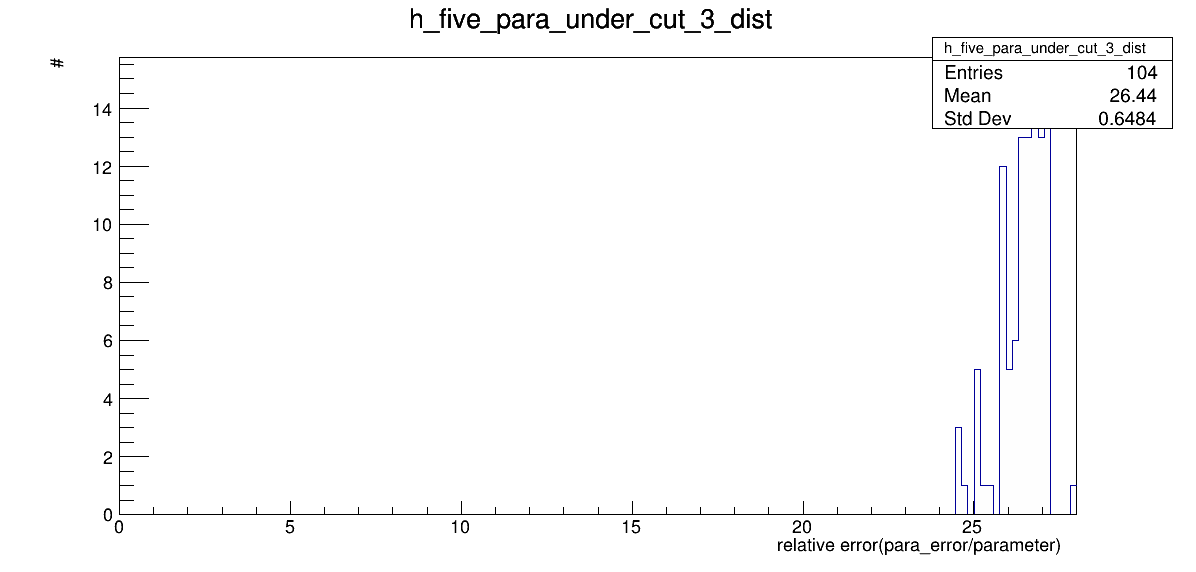 h_five_para_under_cut_3_dist
#
h_five_para_under_cut_3_dist
Entries 104
Mean 26.44
Std Dev 0.6484
14
12
10
8
6
4
2
0
0 5 10 15 20 25
relative error(para_error/parameter)